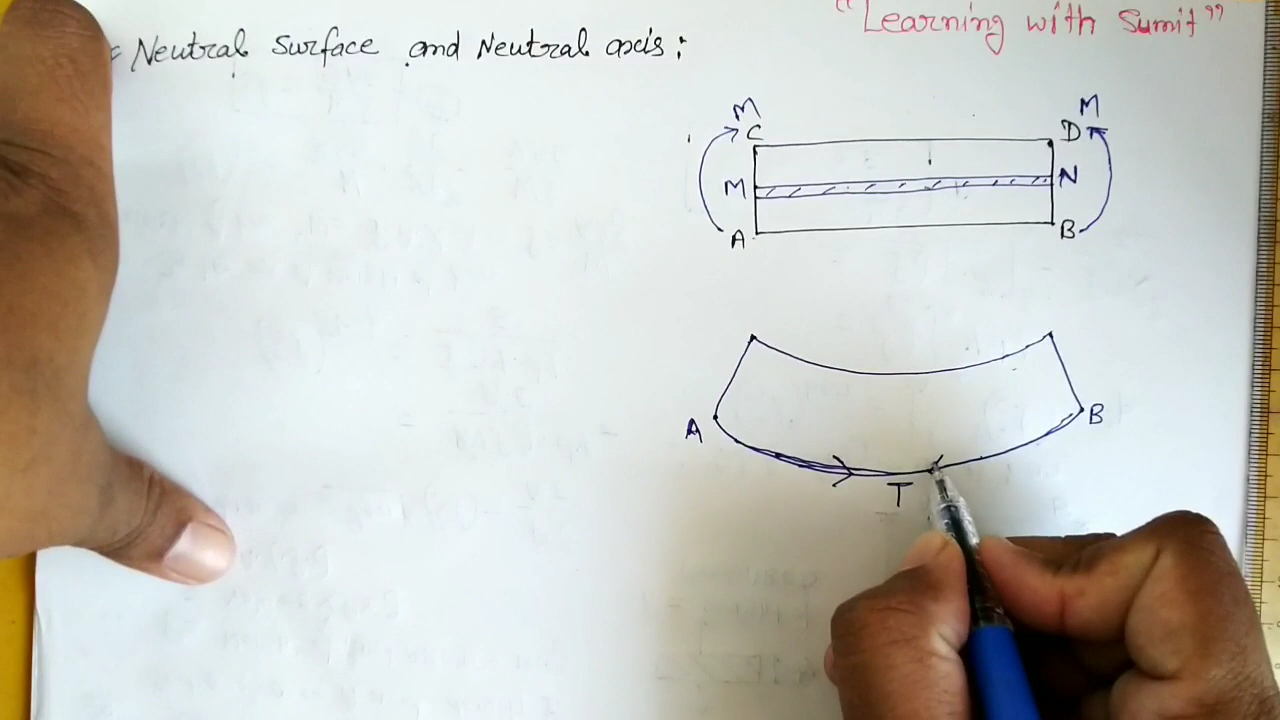 "Learning with Sumit"
Neutral Surface and Neutral axis:
M M
C D
M N
A B
A B
T